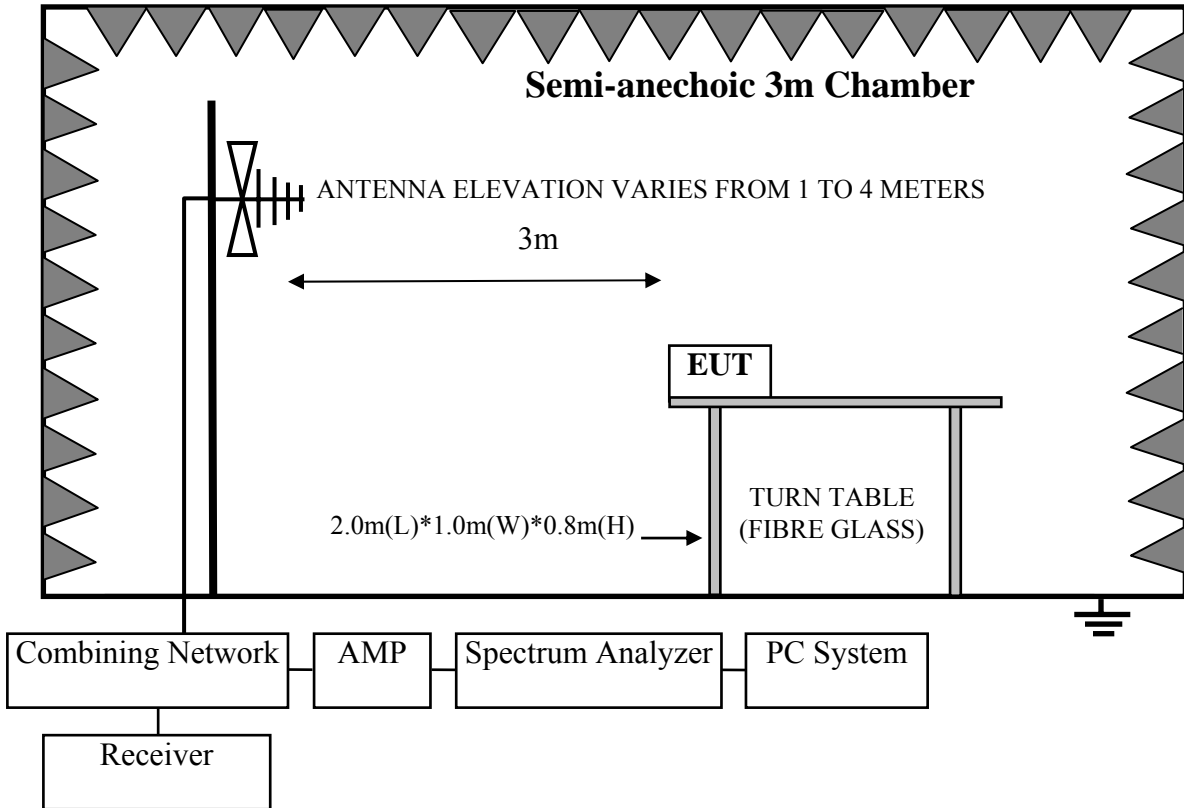 Semi-anechoic 3m Chamber
ANTENNA ELEVATION VARIES FROM 1 TO 4 METERS
3m
EUT
TURN TABLE
(FIBRE GLASS)
2.0m(L)*1.0m(W)*0.8m(H)
Combining Network
AMP
Spectrum Analyzer
PC System
Receiver